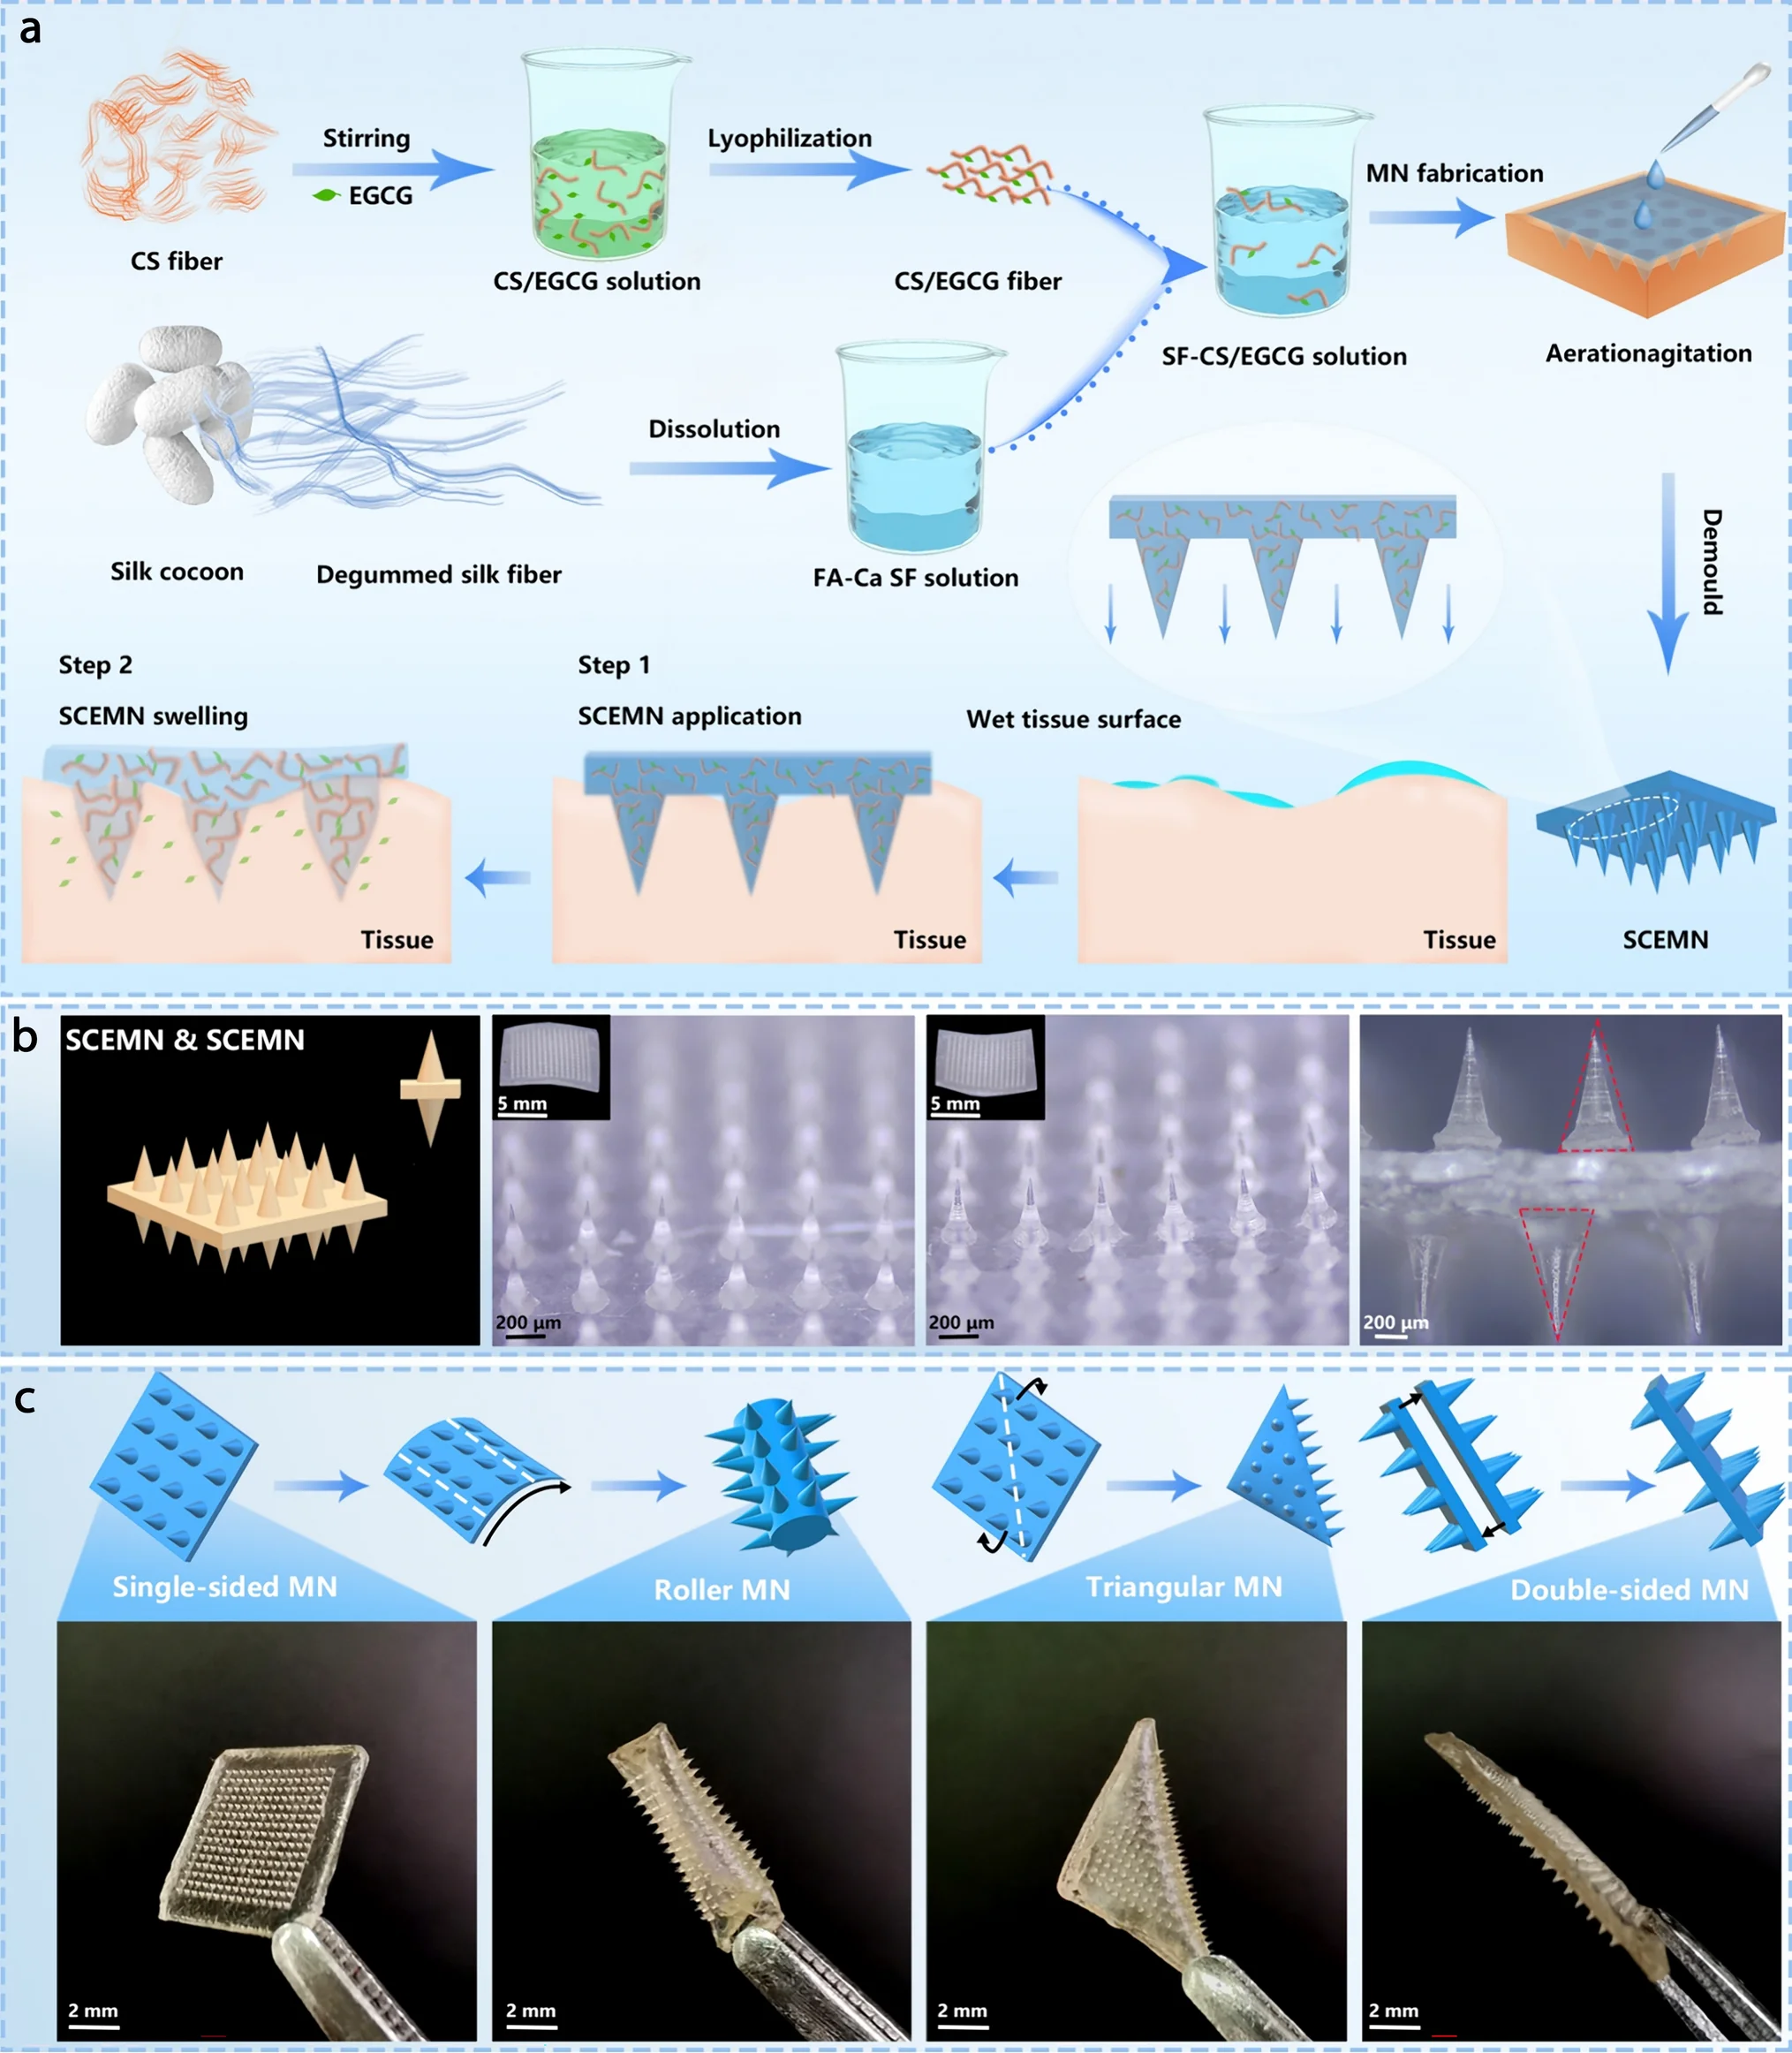 a
Stirring
EGCG
CS fiber
CS/EGCG solution
Lyophilization
CS/EGCG fiber
SF-CS/EGCG solution
MN fabrication
Aerationagitation
Silk cocoon
Degummed silk fiber
Dissolution
FA-Ca SF solution
Demould
Step 2
SCEMN swelling
Tissue
Step 1
SCEMN application
Tissue
Wet tissue surface
Tissue
SCEMN
b
SCEMN & SCEMN
5 mm
200 μm
5 mm
200 μm
200 μm
c
Single-sided MN
Roller MN
Triangular MN
Double-sided MN
2 mm
2 mm
2 mm
2 mm